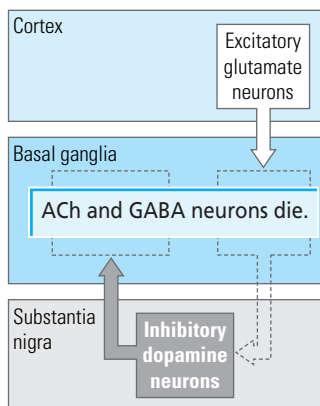 Cortex
Excitatory
glutamate
neurons
Basal ganglia
ACh and GABA neurons die.
Substantia
nigra
Inhibitory
dopamine
neurons